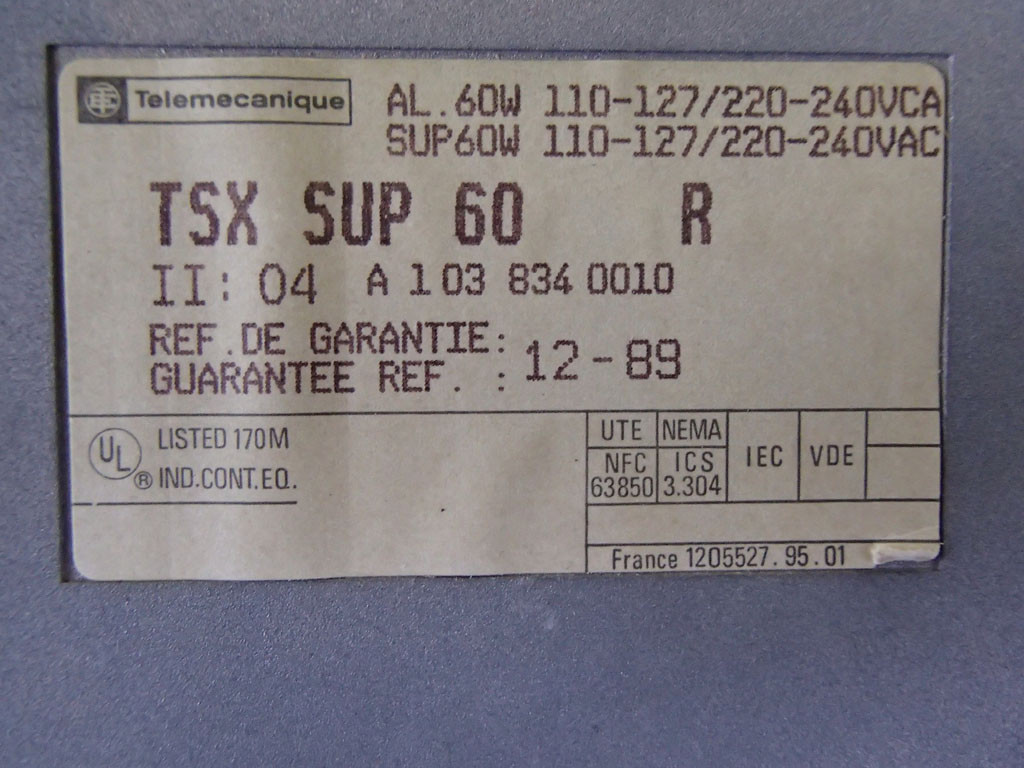 Telemecanique
AL.60W 110-127/220-240VCA
SUP60W 110-127/220-240VAC
TSX SUP 60 R
II: 04 A 1 03 834 0010
REF.DE GARANTIE:
GUARANTEE REF. : 12-89
UL ® LISTED 170M
IND.CONT.EQ.
UTE NEMA
NFC 63850 ICS 3.304 IEC VDE
France 1205527.95.01